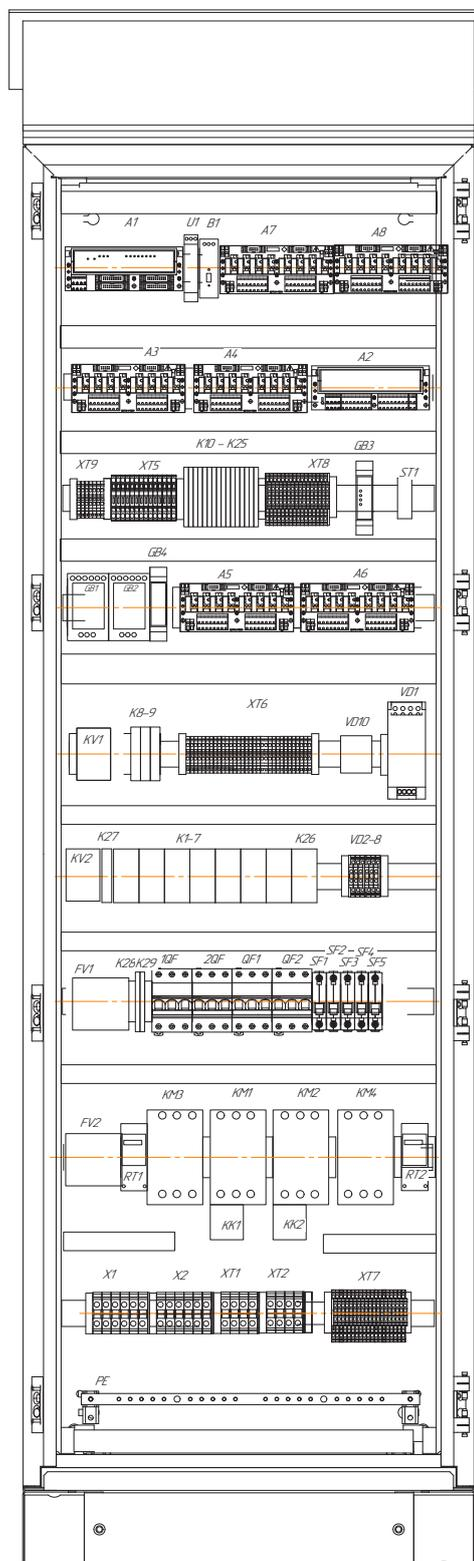 A1 U1 B1 A7 A8
A3 A4 A2
K10 – K25
XT9 XT5 XT8 GB3 ST1
GB4
GB1 GB2 A5 A6
XT6 VD1
KV1 K8-9 VD10
K27 K1-7 K26 VD2-8
KV2
SF2 – SF4
FV1 K28 K29 1QF 2QF QF1 QF2 SF1 SF3 SF5
KM3 KM1 KM2 KM4
FV2 RT1 RT2
KK1 KK2
X1 X2 XT1 XT2 XT7
PE